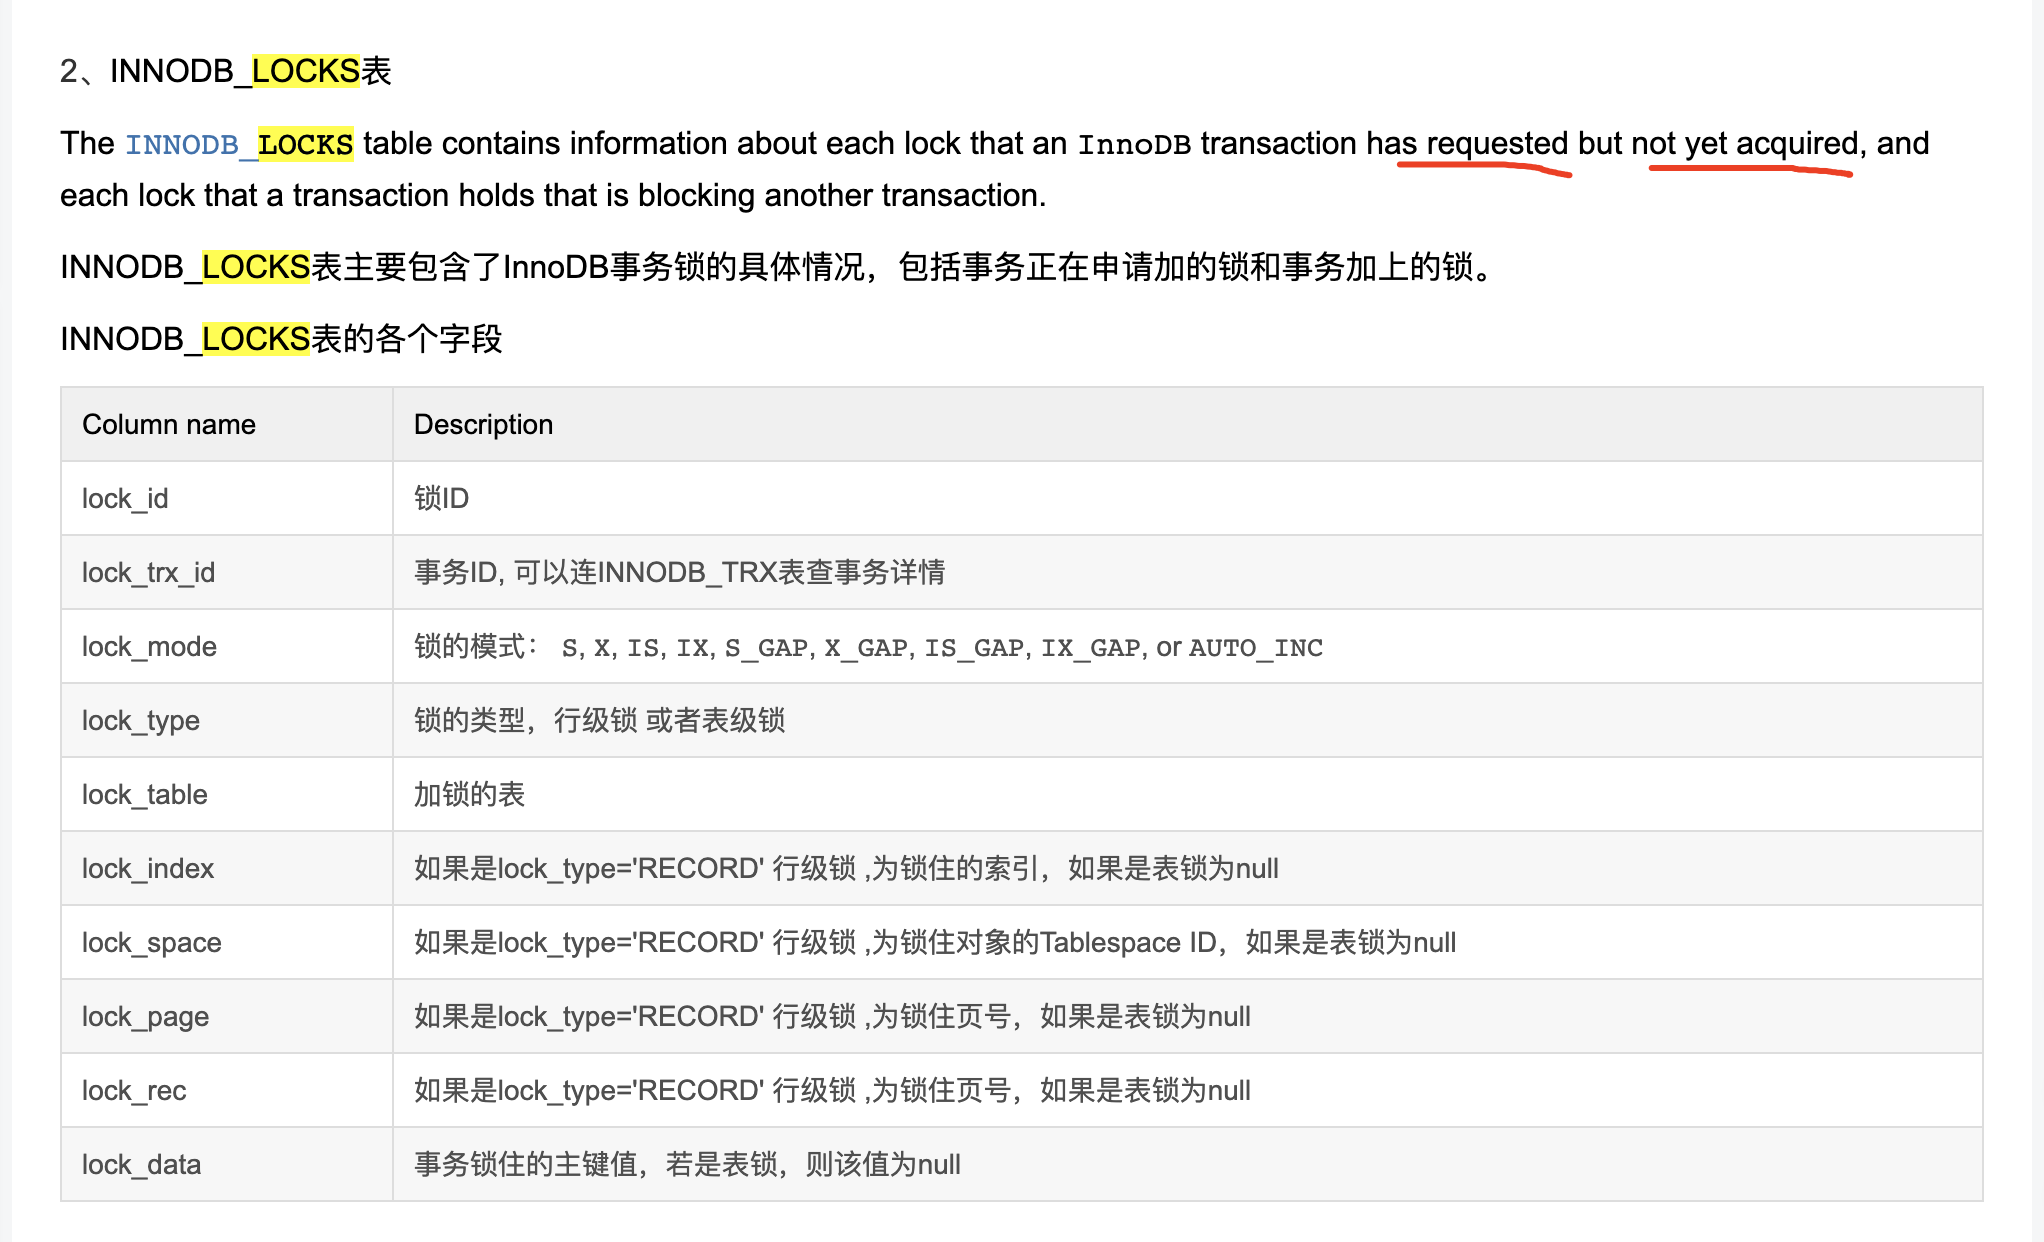 2、INNODB_LOCKS表
The INNODB_LOCKS table contains information about each lock that an InnoDB transaction has requested but not yet acquired, and
each lock that a transaction holds that is blocking another transaction.
INNODB_LOCKS表主要包含了InnoDB事务锁的具体情况，包括事务正在申请加的锁和事务加上的锁。
INNODB_LOCKS表的各个字段
Column name Description
lock_id 锁ID
lock_trx_id 事务ID, 可以连INNODB_TRX表查事务详情
lock_mode 锁的模式： S, X, IS, IX, S_GAP, X_GAP, IS_GAP, IX_GAP, or AUTO_INC
lock_type 锁的类型，行级锁 或者表级锁
lock_table 加锁的表
lock_index 如果是lock_type='RECORD' 行级锁 ,为锁住的索引，如果是表锁为null
lock_space 如果是lock_type='RECORD' 行级锁 ,为锁住对象的Tablespace ID，如果是表锁为null
lock_page 如果是lock_type='RECORD' 行级锁 ,为锁住页号，如果是表锁为null
lock_rec 如果是lock_type='RECORD' 行级锁 ,为锁住页号，如果是表锁为null
lock_data 事务锁住的主键值，若是表锁，则该值为null